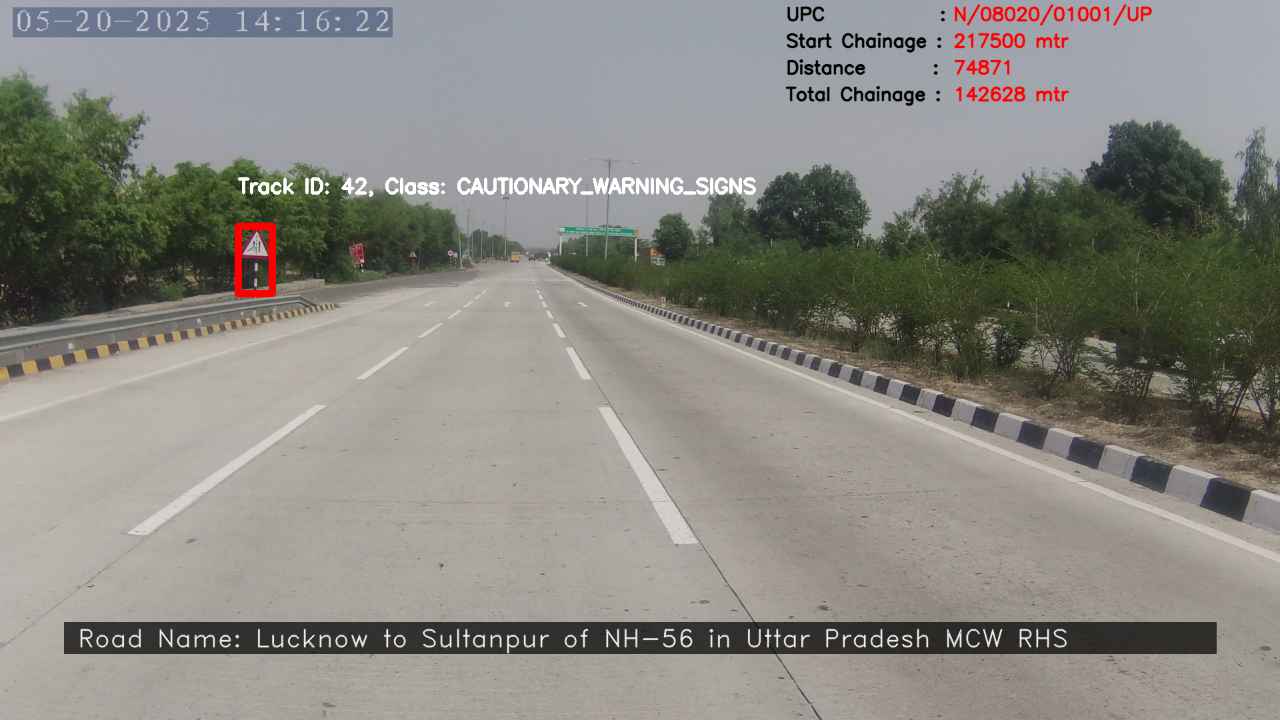 05-20-2025 14:16:22
UPC : N/08020/01001/UP
Start Chainage : 217500 mtr
Distance : 74871
Total Chainage : 142628 mtr
Track ID: 42, Class: CAUTIONARY_WARNING_SIGNS
Road Name: Lucknow to Sultanpur of NH-56 in Uttar Pradesh MCW RHS